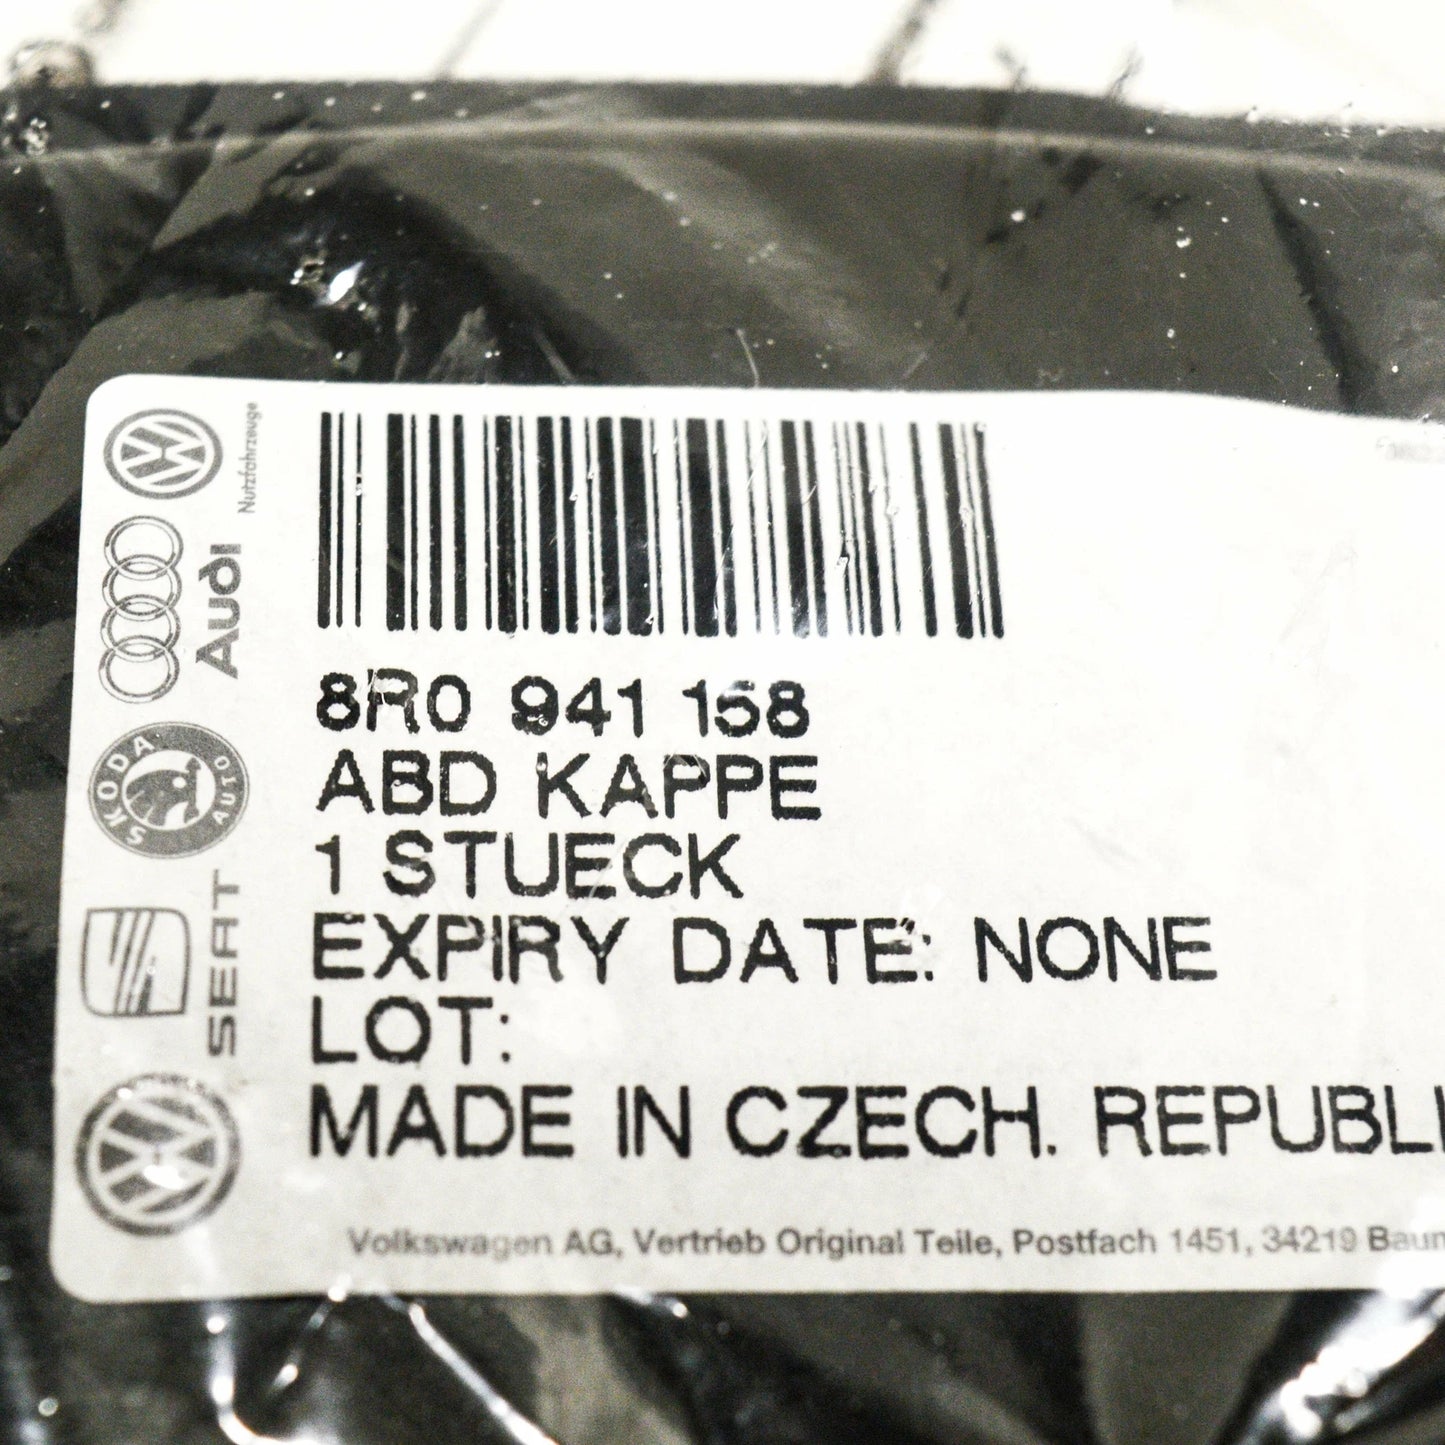 8R0 941 158
ABD KAPPE
1 STUECK
EXPIRY DATE: NONE
LOT:
MADE IN CZECH. REPUBLI
Volkswagen AG, Vertrieb Original Teile, Postfach 1451, 34219 Baun
Nutzfahrzeuge
Audi
SKODA
AUTO
SEAT